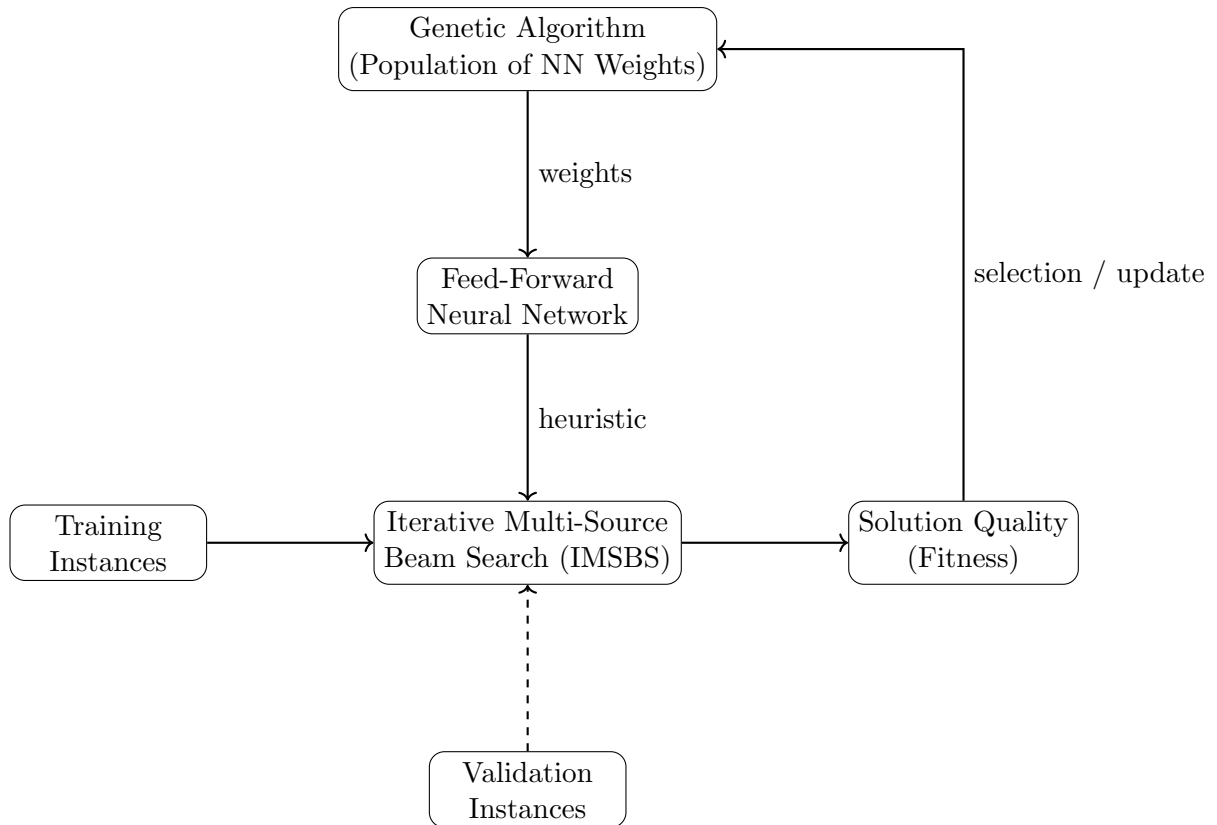 Genetic Algorithm
(Population of NN Weights)
weights
selection / update
Feed-Forward
Neural Network
heuristic
Training
Instances
Iterative Multi-Source
Beam Search (IMSBS)
Solution Quality
(Fitness)
Validation
Instances